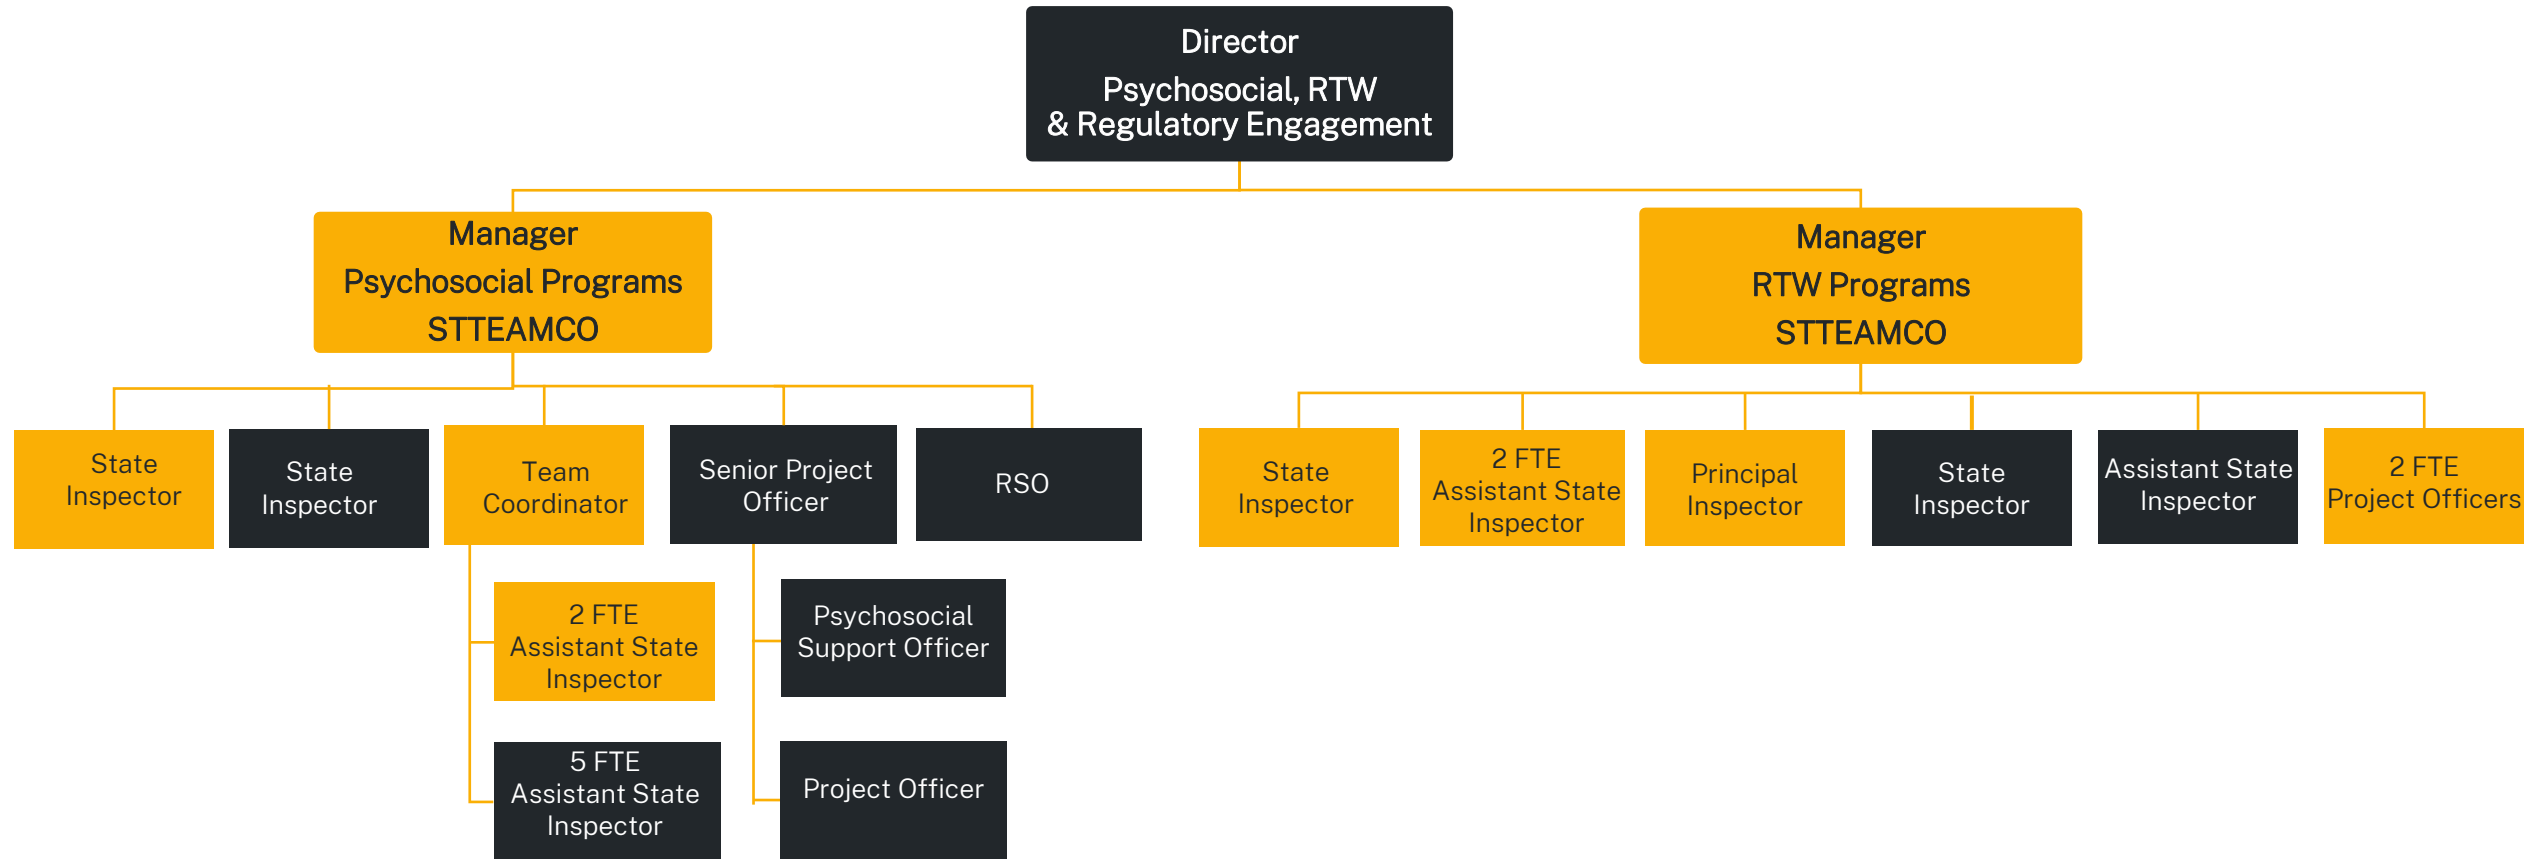 Director
Psychosocial, RTW
& Regulatory Engagement
Manager
Psychosocial Programs
STTEAMCO
Manager
RTW Programs
STTEAMCO
State
Inspector
State
Inspector
Team
Coordinator
Senior Project
Officer
RSO
State
Inspector
2 FTE
Assistant State
Inspector
Principal
Inspector
State
Inspector
Assistant State
Inspector
2 FTE
Project Officers
2 FTE
Assistant State
Inspector
Psychosocial
Support Officer
5 FTE
Assistant State
Inspector
Project Officer